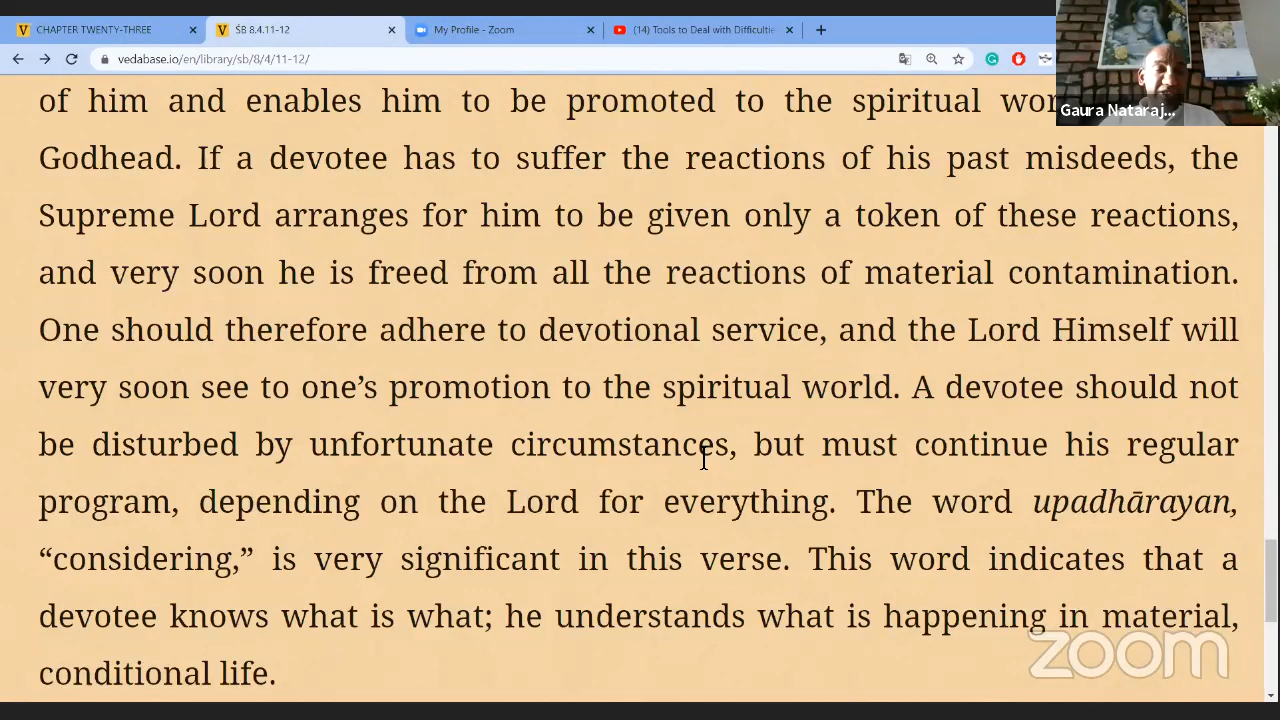 CHAPTER TWENTY-THREE
ŚB 8.4.11-12
My Profile - Zoom
(14) Tools to Deal with Difficultie
vedabase.io/en/library/sb/8/4/11-12/
Gaura Nataraj...
of him and enables him to be promoted to the spiritual
Godhead. If a devotee has to suffer the reactions of his past misdeeds, the
Supreme Lord arranges for him to be given only a token of these reactions,
and very soon he is freed from all the reactions of material contamination.
One should therefore adhere to devotional service, and the Lord Himself will
very soon see to one’s promotion to the spiritual world. A devotee should not
be disturbed by unfortunate circumstances, but must continue his regular
program, depending on the Lord for everything. The word upadhārayan,
“considering,” is very significant in this verse. This word indicates that a
devotee knows what is what; he understands what is happening in material,
conditional life.
zoom